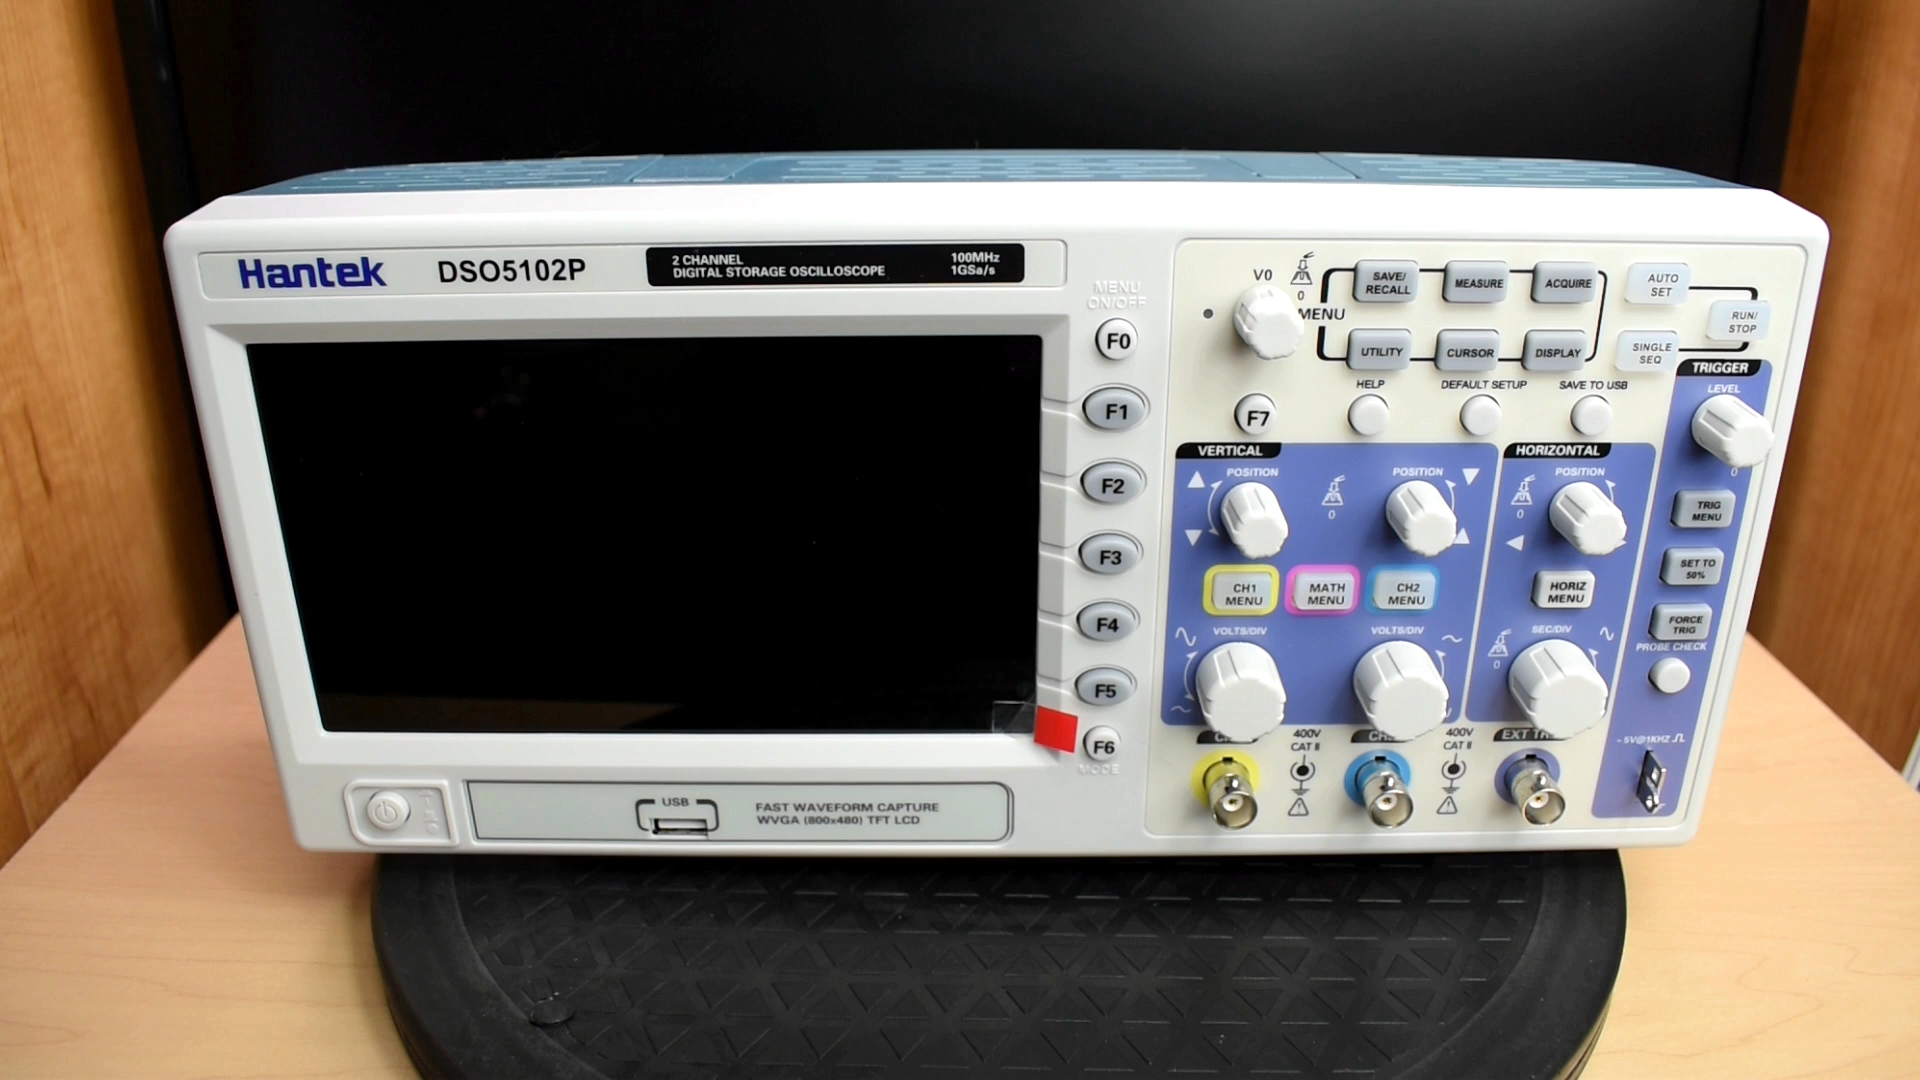 Hantek
DSO5102P
2 CHANNEL
DIGITAL STORAGE OSCILLOSCOPE
100MHz
1GSa/s
MENU
ON/OFF
F0
F1
F2
F3
F4
F5
F6
MODE
USB
FAST WAVEFORM CAPTURE
WVGA (800x480) TFT LCD
V0
0
MENU
F7
SAVE/
RECALL
MEASURE
ACQUIRE
UTILITY
CURSOR
DISPLAY
AUTO
SET
RUN/
STOP
SINGLE
SEQ
HELP
DEFAULT SETUP
SAVE TO USB
VERTICAL
POSITION
0
POSITION
CH1
MENU
MATH
MENU
CH2
MENU
VOLTS/DIV
VOLTS/DIV
HORIZONTAL
POSITION
0
HORIZ
MENU
SEC/DIV
0
TRIGGER
LEVEL
0
TRIG
MENU
SET TO
50%
FORCE
TRIG
PROBE CHECK
~5V@1KHZ
400V
CAT II
400V
CAT II
EXT